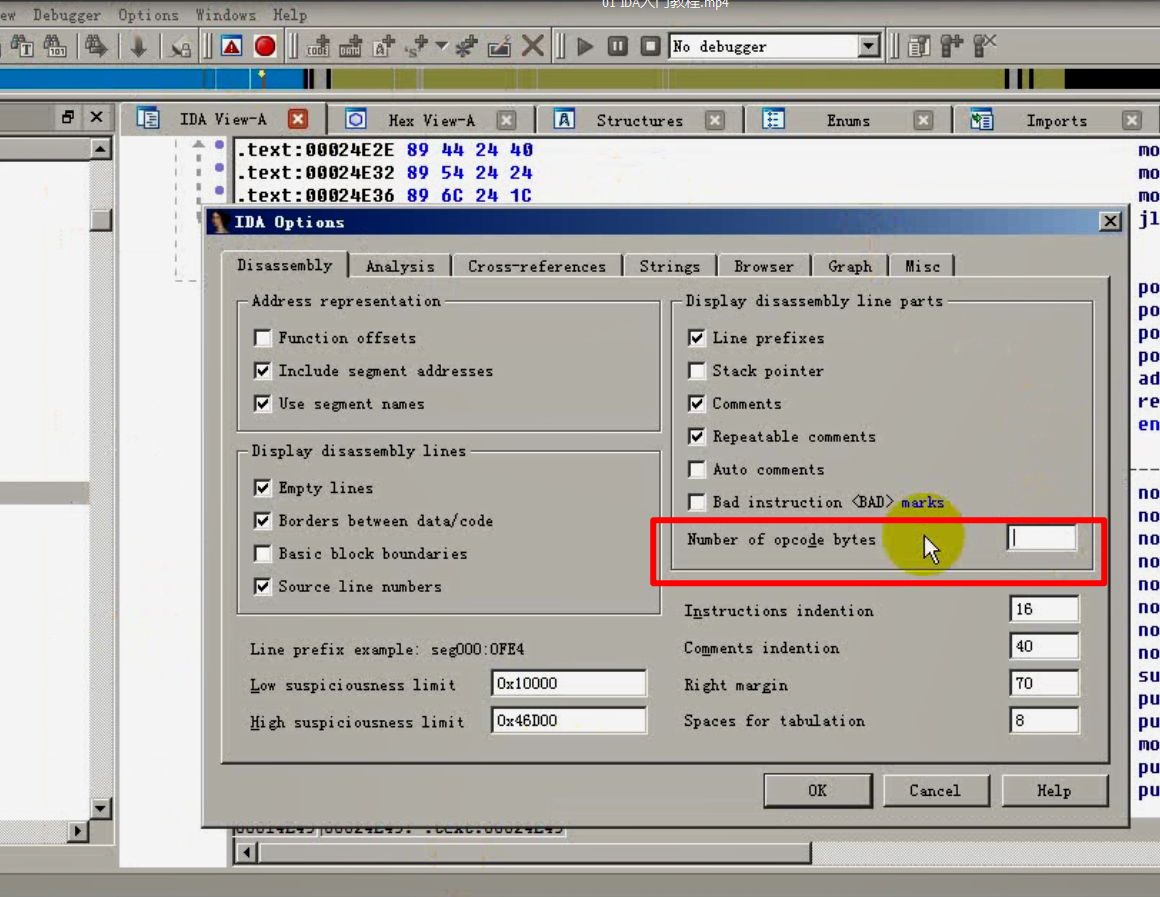 01 IDA入门教程.mp4
ew Debugger Options Windows Help
No debugger
IDA View-A Hex View-A Structures Enums Imports
.text:00024E2E 89 44 24 40 mo
.text:00024E32 89 54 24 24 mo
.text:00024E36 89 6C 24 1C mo
IDA Options jl
Disassembly Analysis Cross-references Strings Browser Graph Misc
Address representation
Function offsets
Include segment addresses
Use segment names
Display disassembly lines
Empty lines
Borders between data/code
Basic block boundaries
Source line numbers
Line prefix example: seg000:0FE4
Low suspiciousness limit 0x10000
High suspiciousness limit 0x46D00
Display disassembly line parts
Line prefixes
Stack pointer
Comments
Repeatable comments
Auto comments
Bad instruction <BAD> marks
Number of opcode bytes
Instructions indention 16
Comments indention 40
Right margin 70
Spaces for tabulation 8
OK Cancel Help
po
po
po
po
ad
re
en
no
no
no
no
no
no
no
no
su
pu
pu
mo
pu
pu